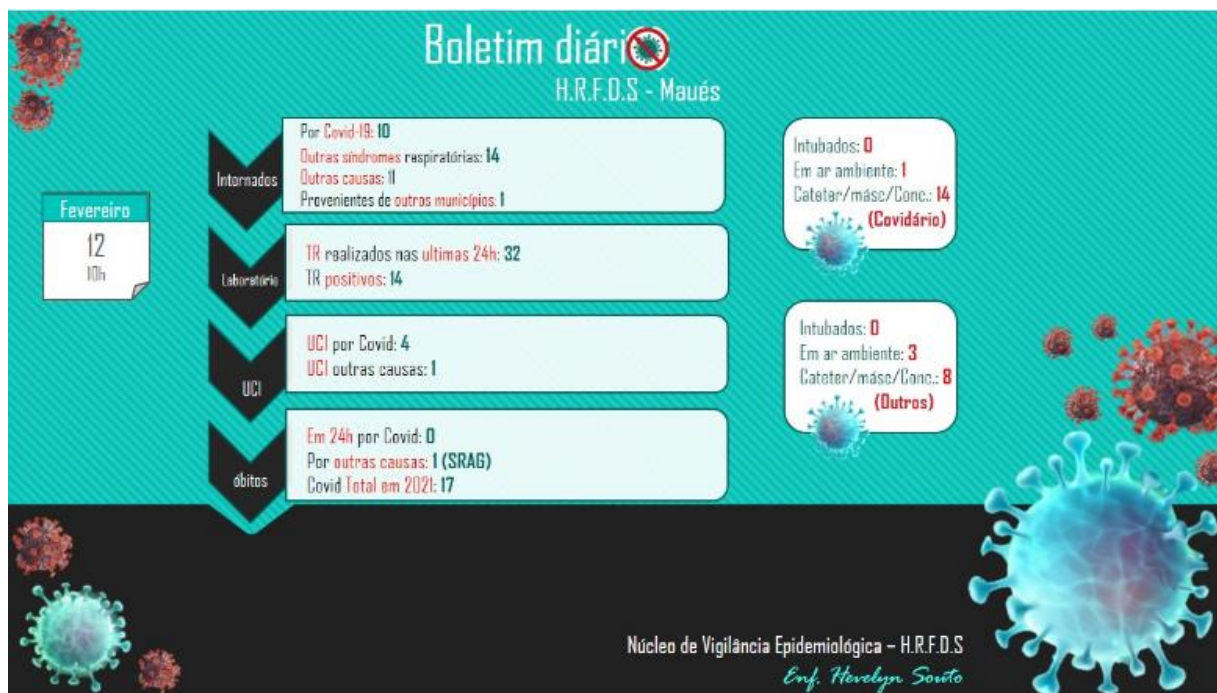 Boletim diário
H.R.F.D.S - Maués
Fevereiro
12
10h
Internados
Por Covid-19: 10
Outras síndromes respiratórias: 14
Outras causas: 11
Provenientes de outros municípios: 1
Laboratório
TR realizados nas ultimas 24h: 32
TR positivos: 14
UCI
UCI por Covid: 4
UCI outras causas: 1
óbitos
Em 24h por Covid: 0
Por outras causas: 1 (SRAG)
Covid Total em 2021: 17
Intubados: 0
Em ar ambiente: 1
Cateter/másc/Conc.: 14
(Covidário)
Intubados: 0
Em ar ambiente: 3
Cateter/másc/Conc.: 8
(Outros)
Núcleo de Vigilância Epidemiológica – H.R.F.D.S
Enf. Hevelyn Souto